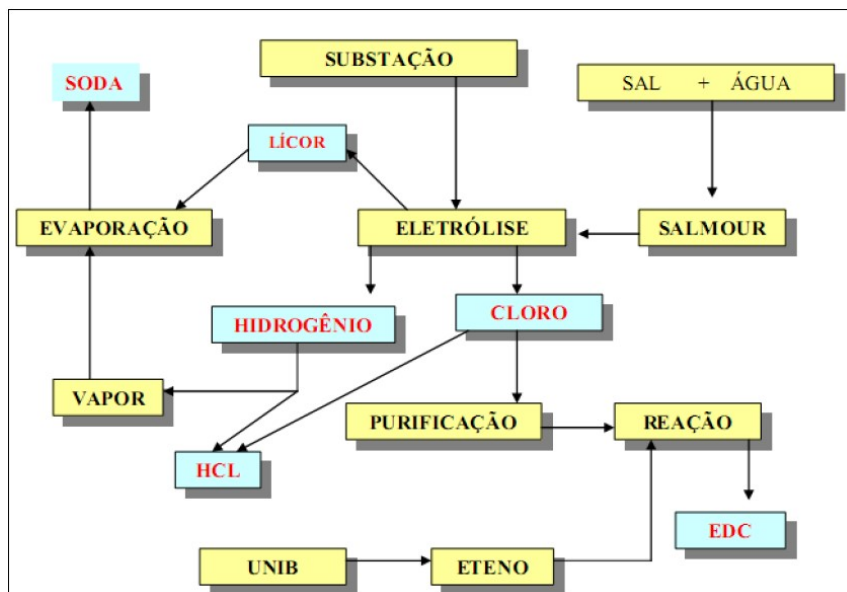 SUBSTAÇÃO
SODA
SAL + ÁGUA
LÍCOR
EVAPORAÇÃO
ELETRÓLISE
SALMOUR
HIDROGÊNIO
CLORO
VAPOR
PURIFICAÇÃO
REAÇÃO
HCL
EDC
UNIB
ETENO